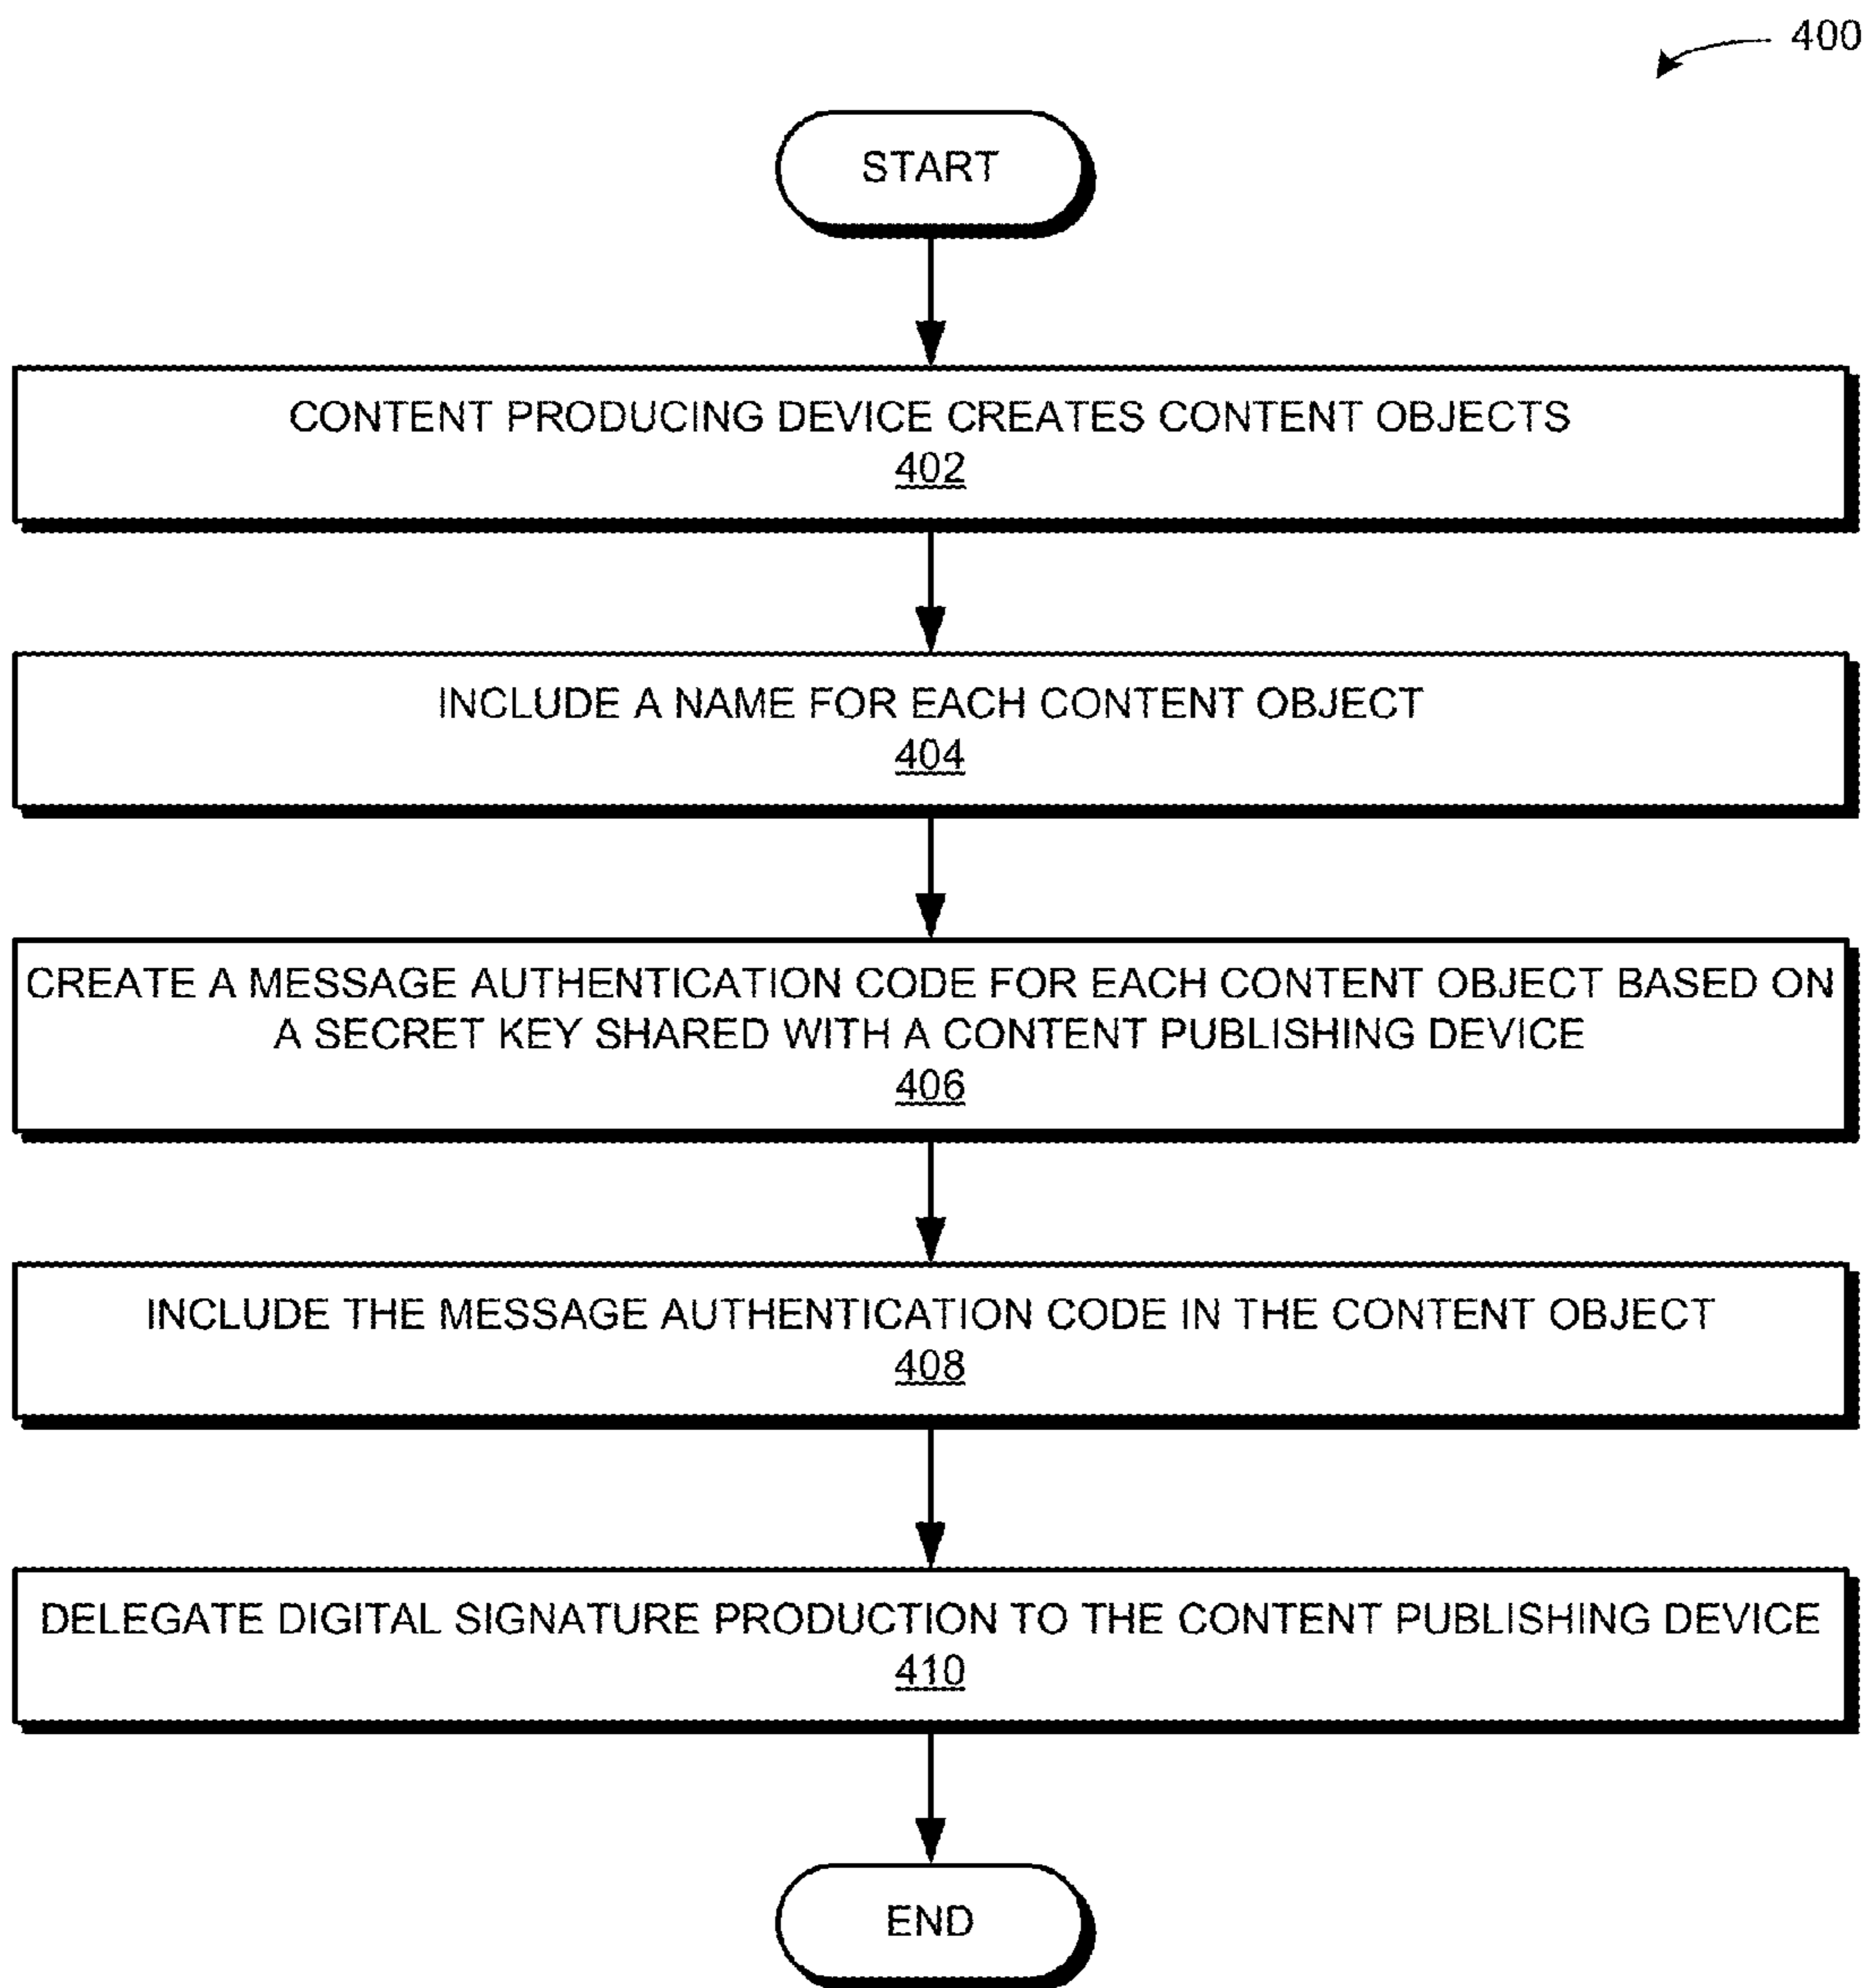 400
START
CONTENT PRODUCING DEVICE CREATES CONTENT OBJECTS
402
INCLUDE A NAME FOR EACH CONTENT OBJECT
404
CREATE A MESSAGE AUTHENTICATION CODE FOR EACH CONTENT OBJECT BASED ON
A SECRET KEY SHARED WITH A CONTENT PUBLISHING DEVICE
406
INCLUDE THE MESSAGE AUTHENTICATION CODE IN THE CONTENT OBJECT
408
DELEGATE DIGITAL SIGNATURE PRODUCTION TO THE CONTENT PUBLISHING DEVICE
410
END